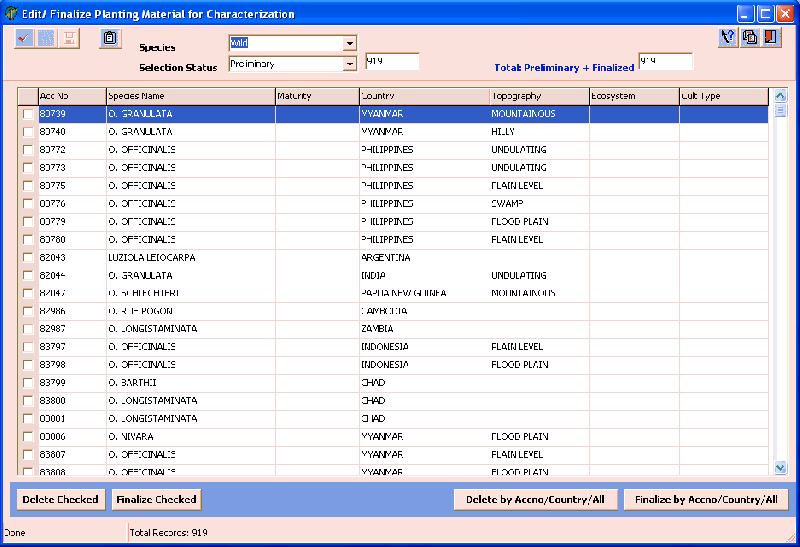 Edit/ Finalize Planting Material for Characterization
Species Wild
Selection Status Preliminary 919 Total: Preliminary + Finalized 919
Acc No Species Name Maturity Country Topography Ecosystem Cult Type
80739 O. GRANULATA MYANMAR MOUNTAINOUS
80740 O. GRANULATA MYANMAR HILLY
80772 O. OFFICINALIS PHILIPPINES UNDULATING
80773 O. OFFICINALIS PHILIPPINES UNDULATING
80775 O. OFFICINALIS PHILIPPINES PLAIN LEVEL
80776 O. OFFICINALIS PHILIPPINES SWAMP
80779 O. OFFICINALIS PHILIPPINES FLOOD PLAIN
80780 O. OFFICINALIS PHILIPPINES PLAIN LEVEL
82043 LUZIOLA LEIOCARPA ARGENTINA
82044 O. GRANULATA INDIA UNDULATING
82047 O. SCHLECHTERI PAPUA NEW GUINEA MOUNTAINOUS
82986 O. CAMBODIA
82987 O. LONGISTAMINATA ZAMBIA
83797 O. OFFICINALIS INDONESIA PLAIN LEVEL
83798 O. OFFICINALIS INDONESIA FLOOD PLAIN
83799 O. BARTHII CHAD
83800 O. LONGISTAMINATA CHAD
O. LONGISTAMINATA CHAD
O. NIVARA MYANMAR FLOOD PLAIN
83807 O. OFFICINALIS MYANMAR PLAIN LEVEL
83808 O. OFFICINALIS MYANMAR FLOOD PLAIN
Delete Checked Finalize Checked Delete by Accno/Country/All Finalize by Accno/Country/All
Done Total Records: 919